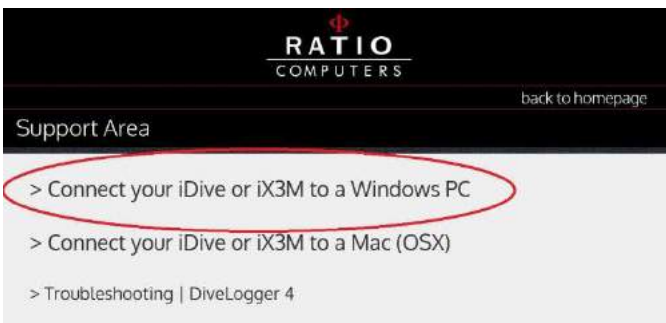 RATIO
COMPUTERS
back to homepage
Support Area
> Connect your iDive or iX3M to a Windows PC
> Connect your iDive or iX3M to a Mac (OSX)
> Troubleshooting | DiveLogger 4